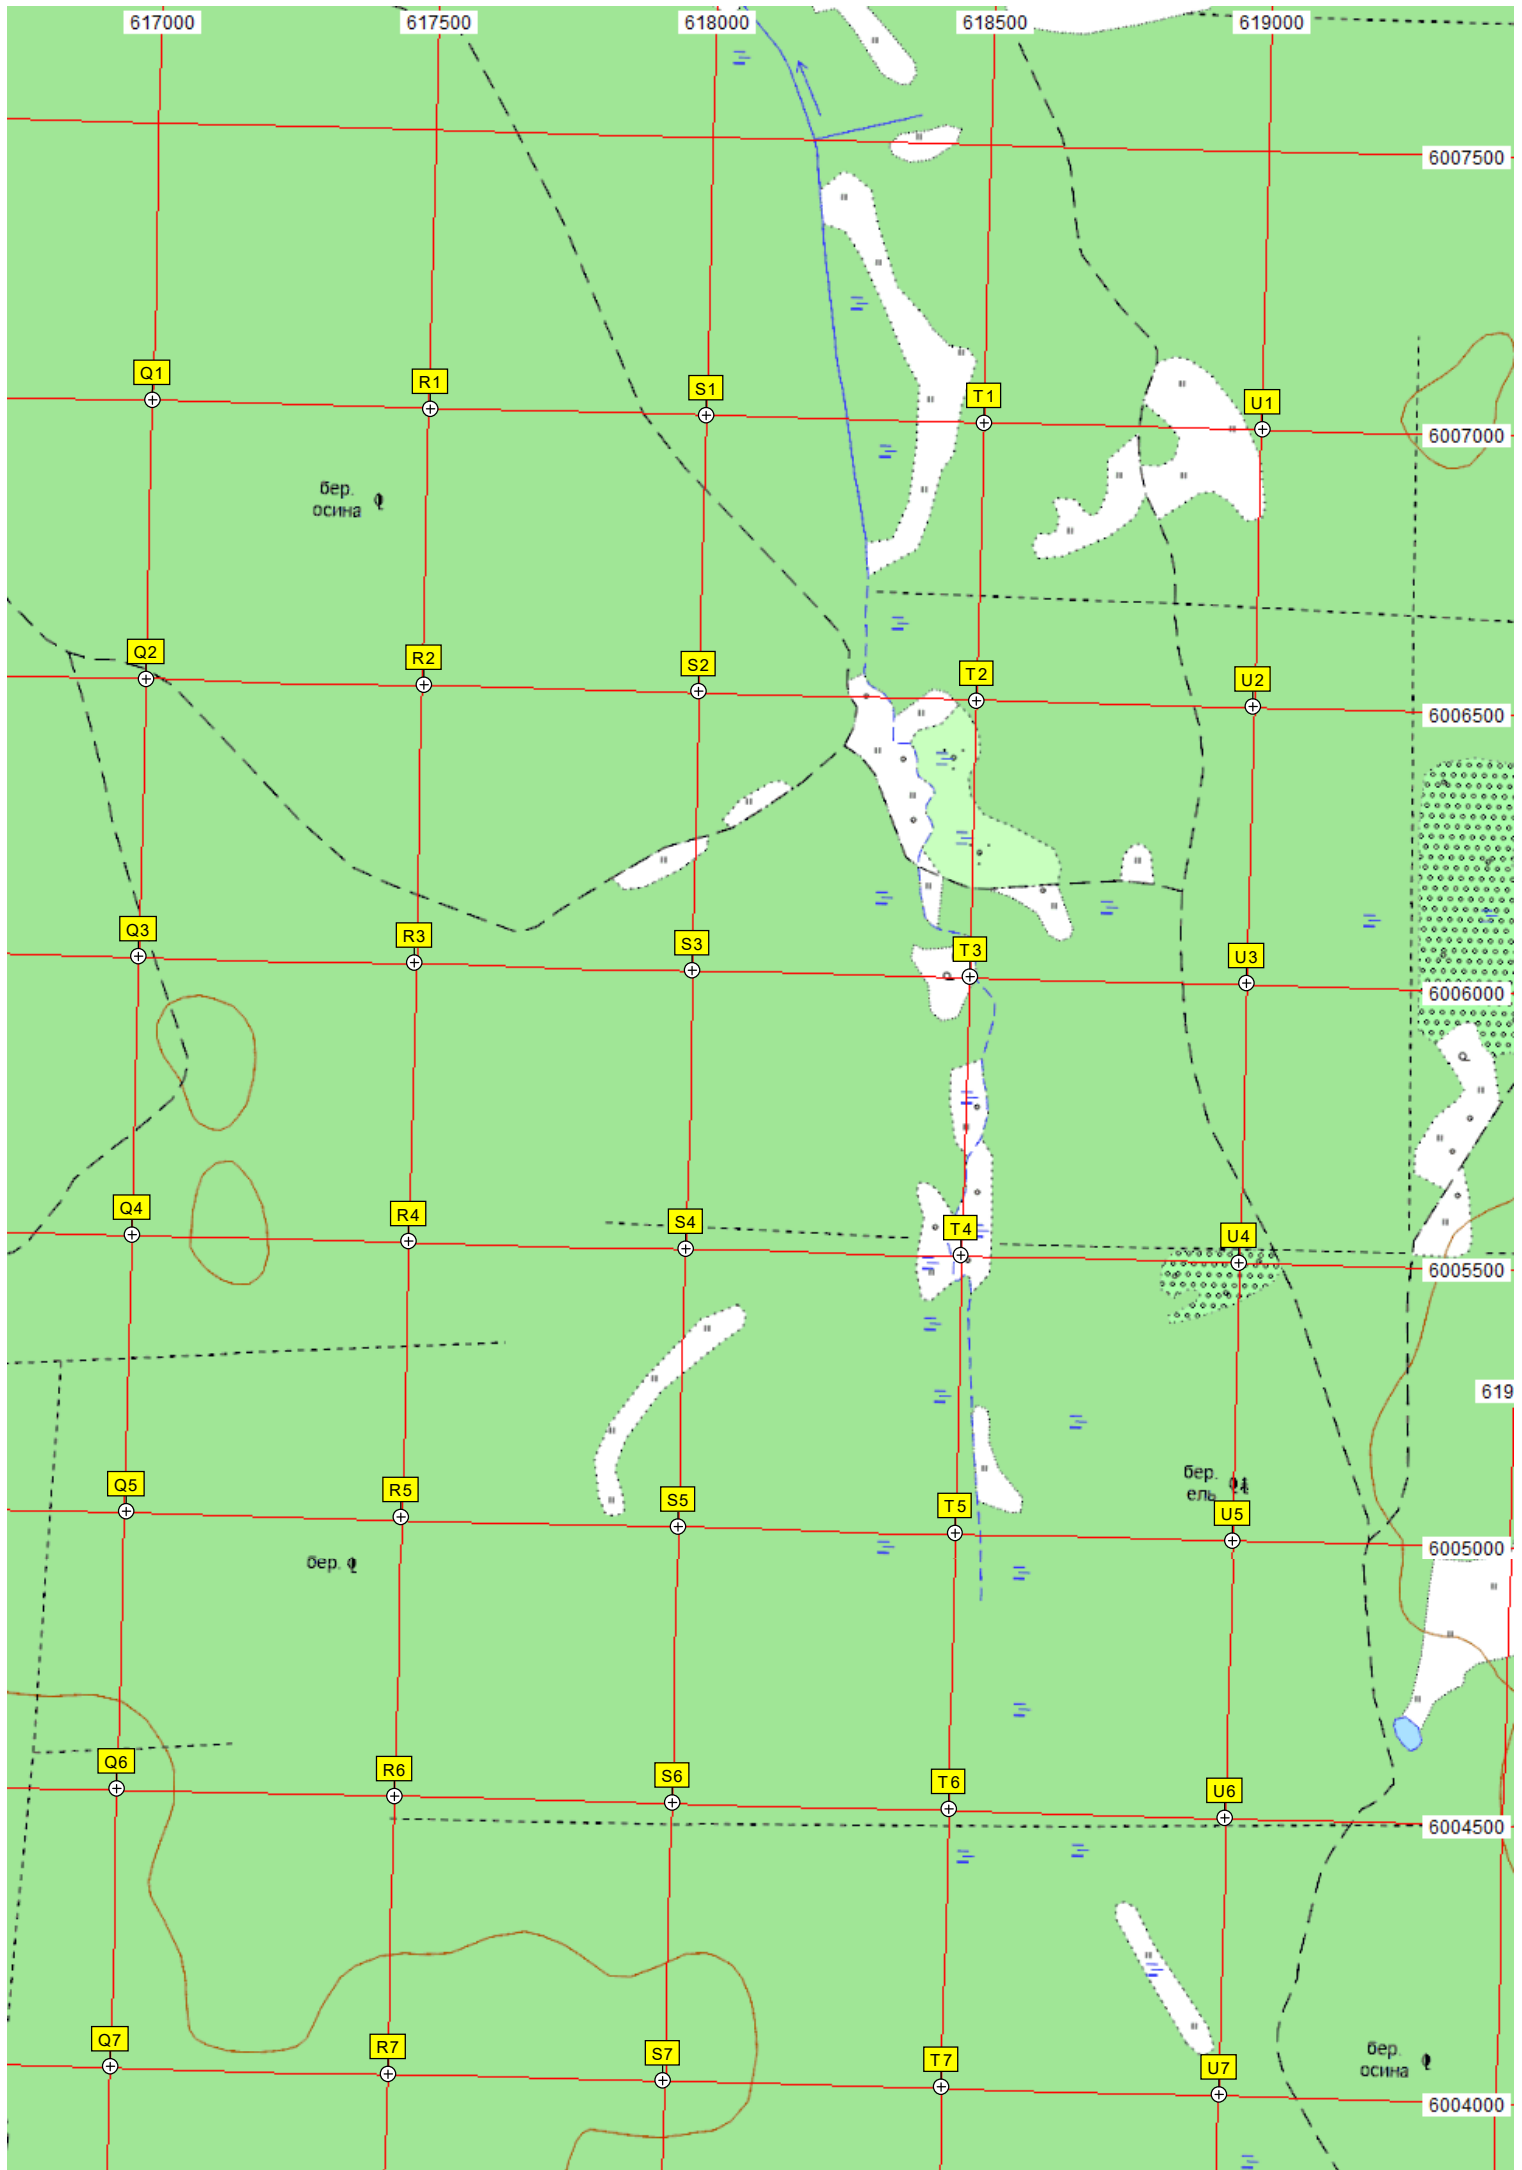 617000 617500 618000 618500 619000
6007500
Q1 R1 S1 T1 U1
6007000
бер.
осина
Q2 R2 S2 T2 U2
6006500
Q3 R3 S3 T3 U3
6006000
Q4 R4 S4 T4 U4
6005500
619
бер.
ель
Q5 R5 S5 T5 U5
6005000
бер.
Q6 R6 S6 T6 U6
6004500
Q7 R7 S7 T7 U7
бер.
осина
6004000